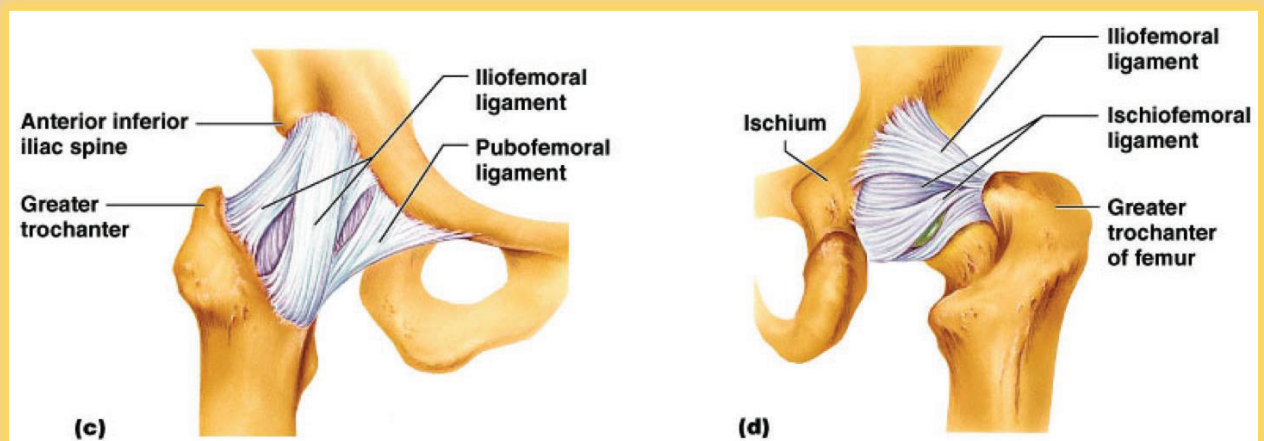 Anterior inferior
iliac spine
Greater
trochanter
Iliofemoral
ligament
Pubofemoral
ligament
(c)
Ischium
Iliofemoral
ligament
Ischiofemoral
ligament
Greater
trochanter
of femur
(d)